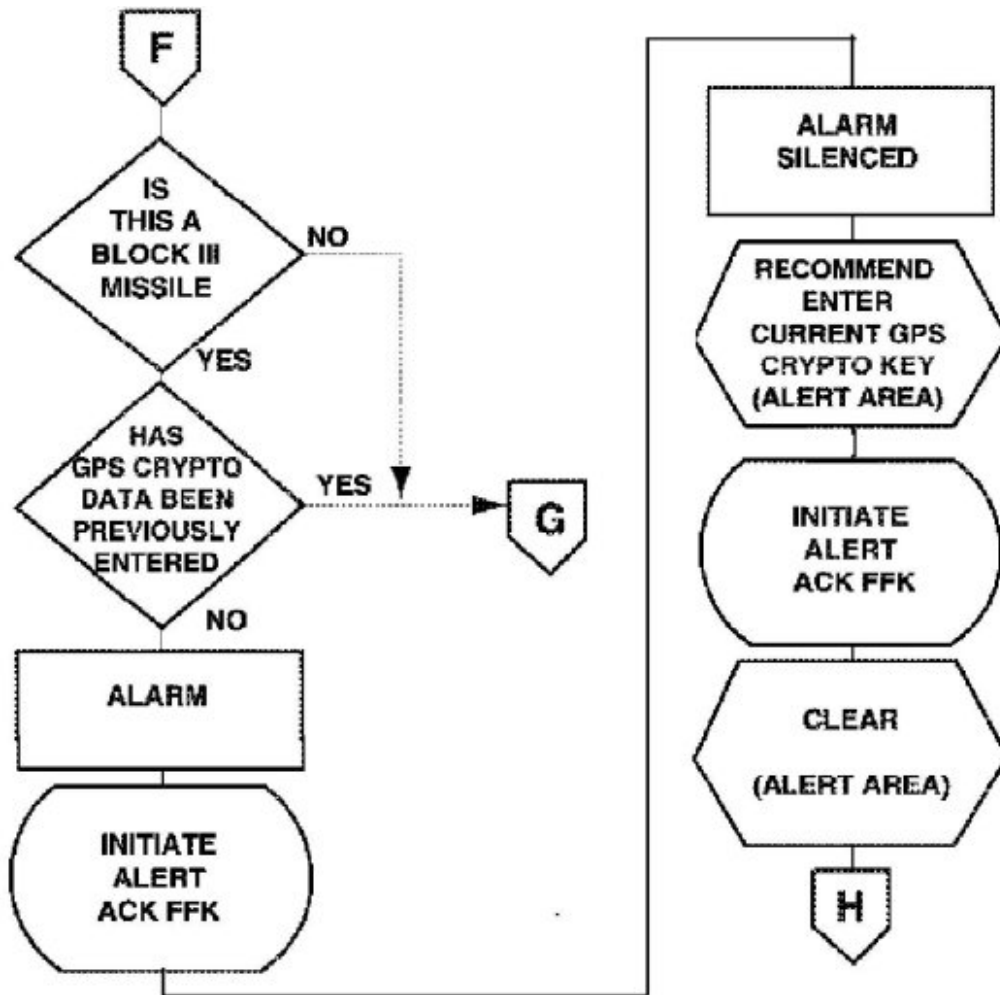 F
IS
THIS A
BLOCK III
MISSILE
NO
YES
HAS
GPS CRYPTO
DATA BEEN
PREVIOUSLY
ENTERED
YES
G
NO
ALARM
INITIATE
ALERT
ACK FFK
ALARM
SILENCED
RECOMMEND
ENTER
CURRENT GPS
CRYPTO KEY
(ALERT AREA)
INITIATE
ALERT
ACK FFK
CLEAR
(ALERT AREA)
H